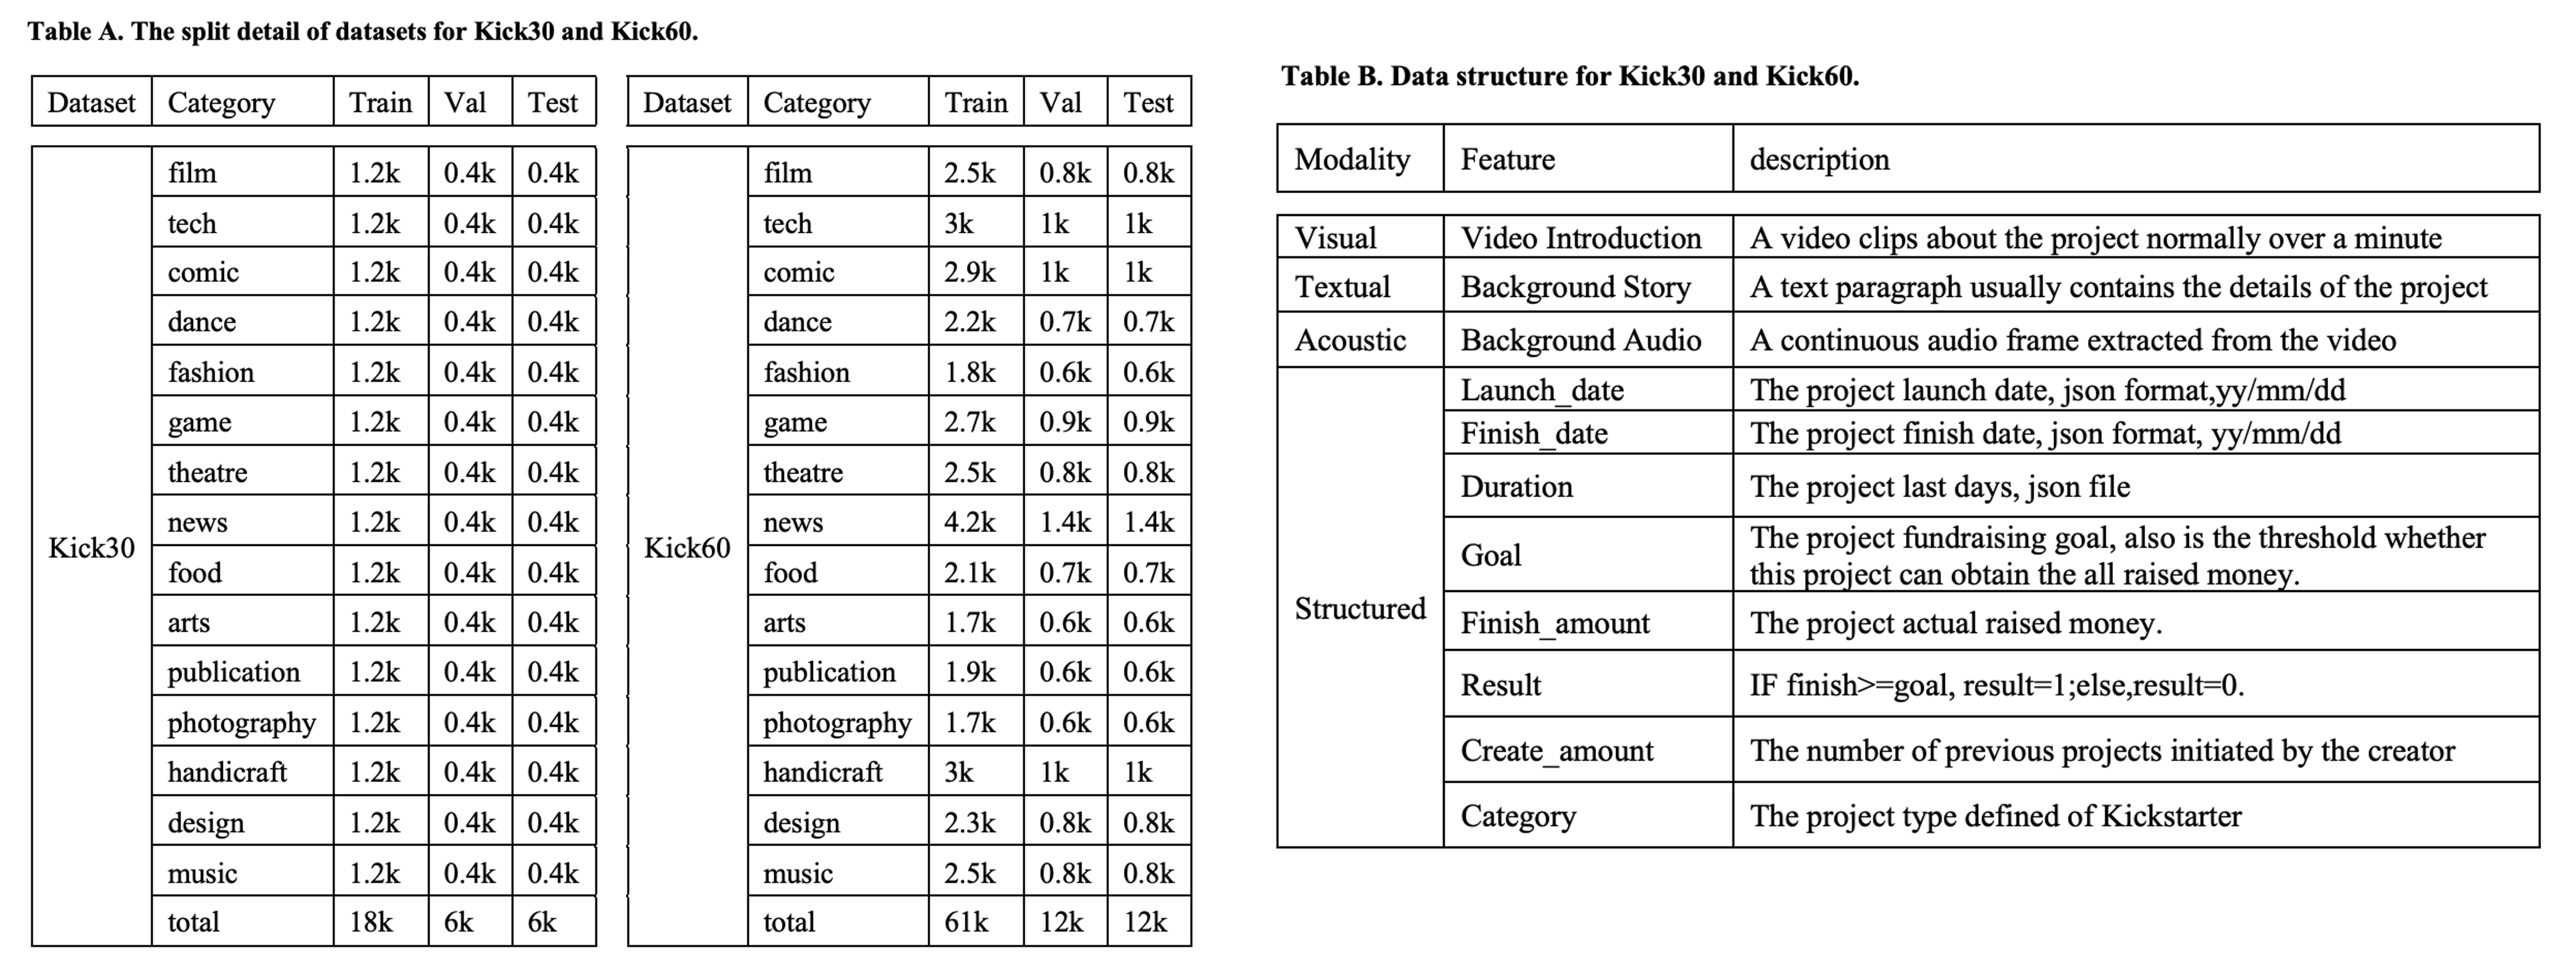 Table A. The split detail of datasets for Kick30 and Kick60.
Dataset Category Train Val Test
Kick30
film 1.2k 0.4k 0.4k
tech 1.2k 0.4k 0.4k
comic 1.2k 0.4k 0.4k
dance 1.2k 0.4k 0.4k
fashion 1.2k 0.4k 0.4k
game 1.2k 0.4k 0.4k
theatre 1.2k 0.4k 0.4k
news 1.2k 0.4k 0.4k
food 1.2k 0.4k 0.4k
arts 1.2k 0.4k 0.4k
publication 1.2k 0.4k 0.4k
photography 1.2k 0.4k 0.4k
handicraft 1.2k 0.4k 0.4k
design 1.2k 0.4k 0.4k
music 1.2k 0.4k 0.4k
total 18k 6k 6k
Dataset Category Train Val Test
Kick60
film 2.5k 0.8k 0.8k
tech 3k 1k 1k
comic 2.9k 1k 1k
dance 2.2k 0.7k 0.7k
fashion 1.8k 0.6k 0.6k
game 2.7k 0.9k 0.9k
theatre 2.5k 0.8k 0.8k
news 4.2k 1.4k 1.4k
food 2.1k 0.7k 0.7k
arts 1.7k 0.6k 0.6k
publication 1.9k 0.6k 0.6k
photography 1.7k 0.6k 0.6k
handicraft 3k 1k 1k
design 2.3k 0.8k 0.8k
music 2.5k 0.8k 0.8k
total 61k 12k 12k
Table B. Data structure for Kick30 and Kick60.
Modality Feature description
Visual Video Introduction A video clips about the project normally over a minute
Textual Background Story A text paragraph usually contains the details of the project
Acoustic Background Audio A continuous audio frame extracted from the video
Structured
Launch_date The project launch date, json format,yy/mm/dd
Finish_date The project finish date, json format, yy/mm/dd
Duration The project last days, json file
Goal The project fundraising goal, also is the threshold whether
this project can obtain the all raised money.
Finish_amount The project actual raised money.
Result IF finish>=goal, result=1;else,result=0.
Create_amount The number of previous projects initiated by the creator
Category The project type defined of Kickstarter